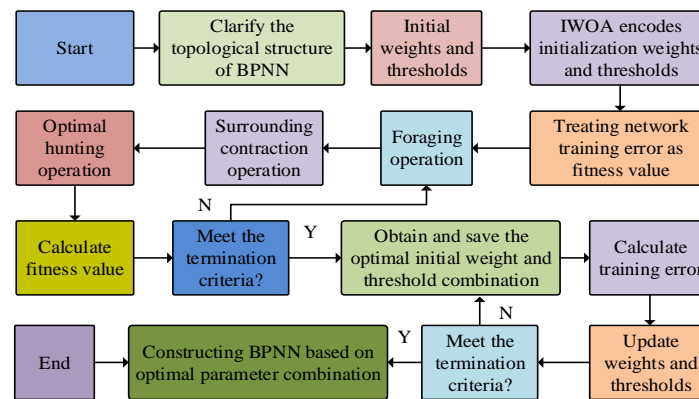 Start
Clarify the
topological structure
of BPNN
Initial
weights and
thresholds
IWOA encodes
initialization weights
and thresholds
Optimal
hunting
operation
Surrounding
contraction
operation
Foraging
operation
Treating network
training error as
fitness value
N
Calculate
fitness value
Meet the
termination
criteria?
Y
Obtain and save the
optimal initial weight and
threshold combination
Calculate
training error
N
End
Constructing BPNN based on
optimal parameter combination
Y
Meet the
termination
criteria?
Update
weights and
thresholds